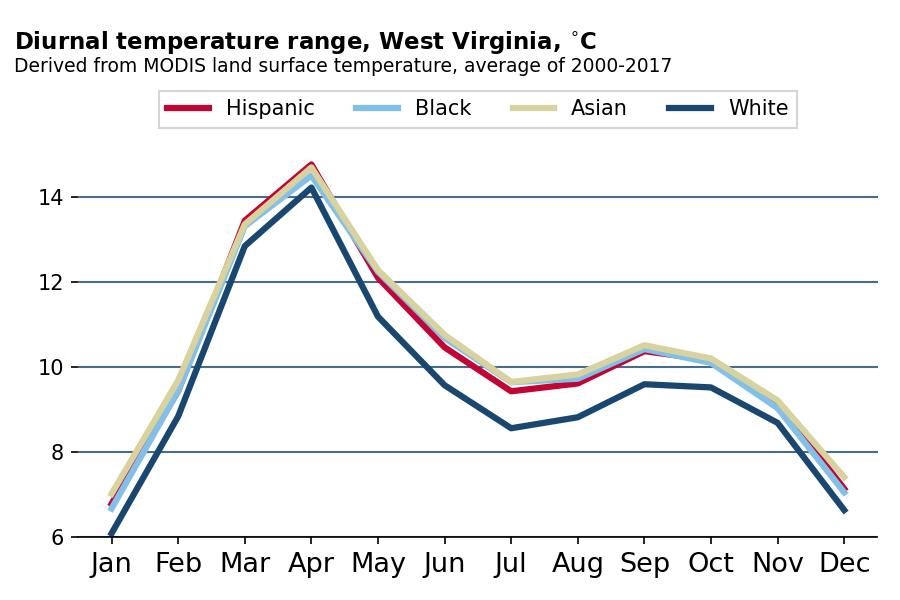 Diurnal temperature range, West Virginia, °C
Derived from MODIS land surface temperature, average of 2000-2017
Hispanic Black Asian White
14
12
10
8
6
Jan Feb Mar Apr May Jun Jul Aug Sep Oct Nov Dec